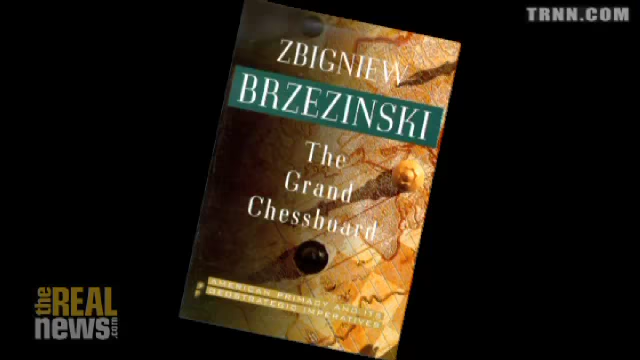 TRNN.COM
ZBIGNIEW
BRZEZINSKI
The
Grand
Chessboard
AMERICAN PRIMACY AND ITS
GEOSTRATEGIC IMPERATIVES
the REAL
news.com